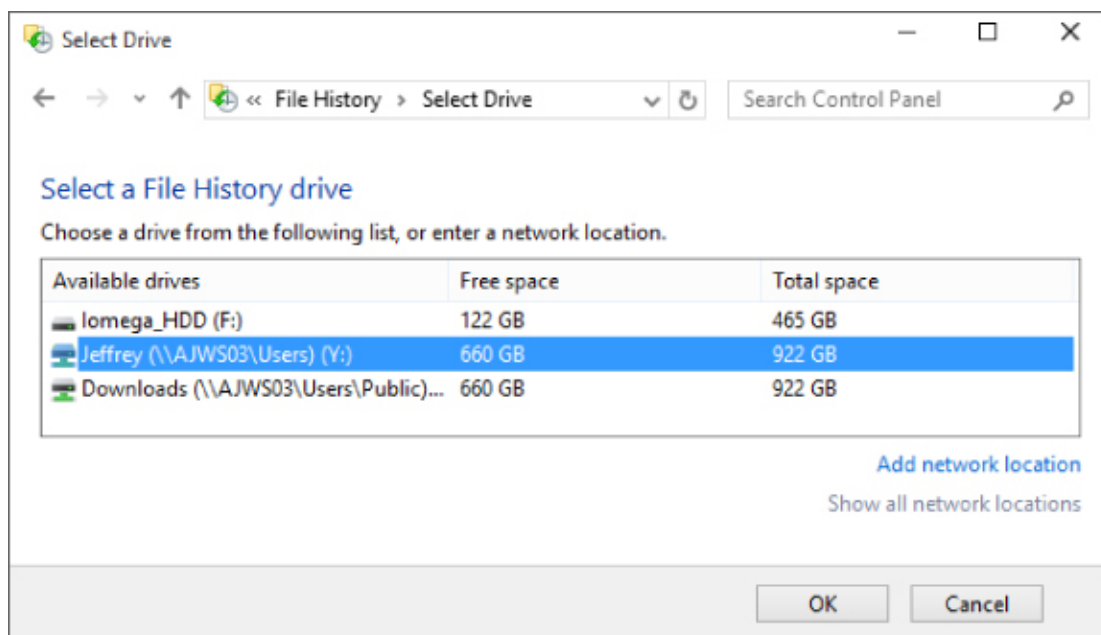 Select Drive
« File History > Select Drive
Search Control Panel
Select a File History drive
Choose a drive from the following list, or enter a network location.
Available drives Free space Total space
Iomega_HDD (F:) 122 GB 465 GB
Jeffrey (\\AJWS03\Users) (Y:) 660 GB 922 GB
Downloads (\\AJWS03\Users\Public)... 660 GB 922 GB
Add network location
Show all network locations
OK Cancel